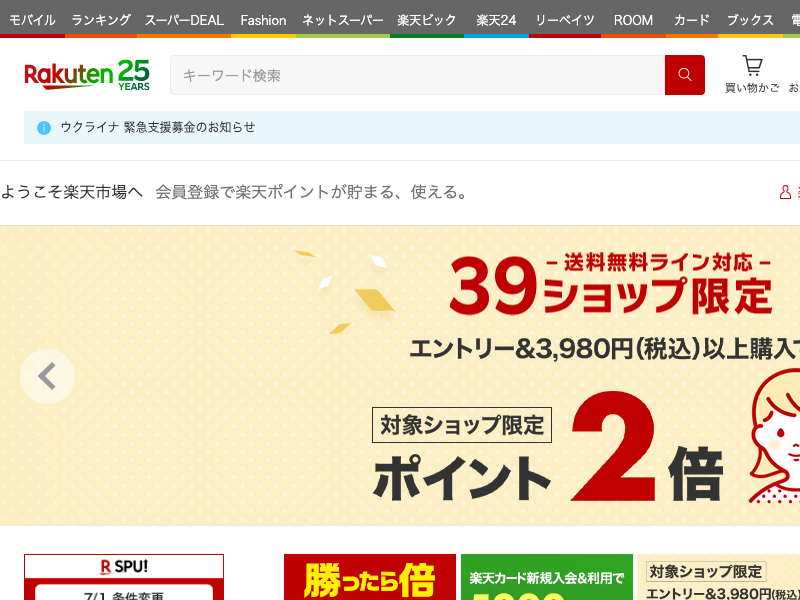 モバイル ランキング スーパーDEAL Fashion ネットスーパー 楽天ビック 楽天24 リーベイツ ROOM カード ブックス
Rakuten 25 YEARS
キーワード検索
買い物かご お
ウクライナ 緊急支援募金のお知らせ
ようこそ楽天市場へ 会員登録で楽天ポイントが貯まる、使える。
– 送料無料ライン対応 –
39ショップ限定
エントリー&3,980円(税込)以上購入で
対象ショップ限定
ポイント2倍
R SPU!
7/1 条件変更
勝ったら倍
楽天カード新規入会&利用で
対象ショップ限定
エントリー&3,980円(税込)